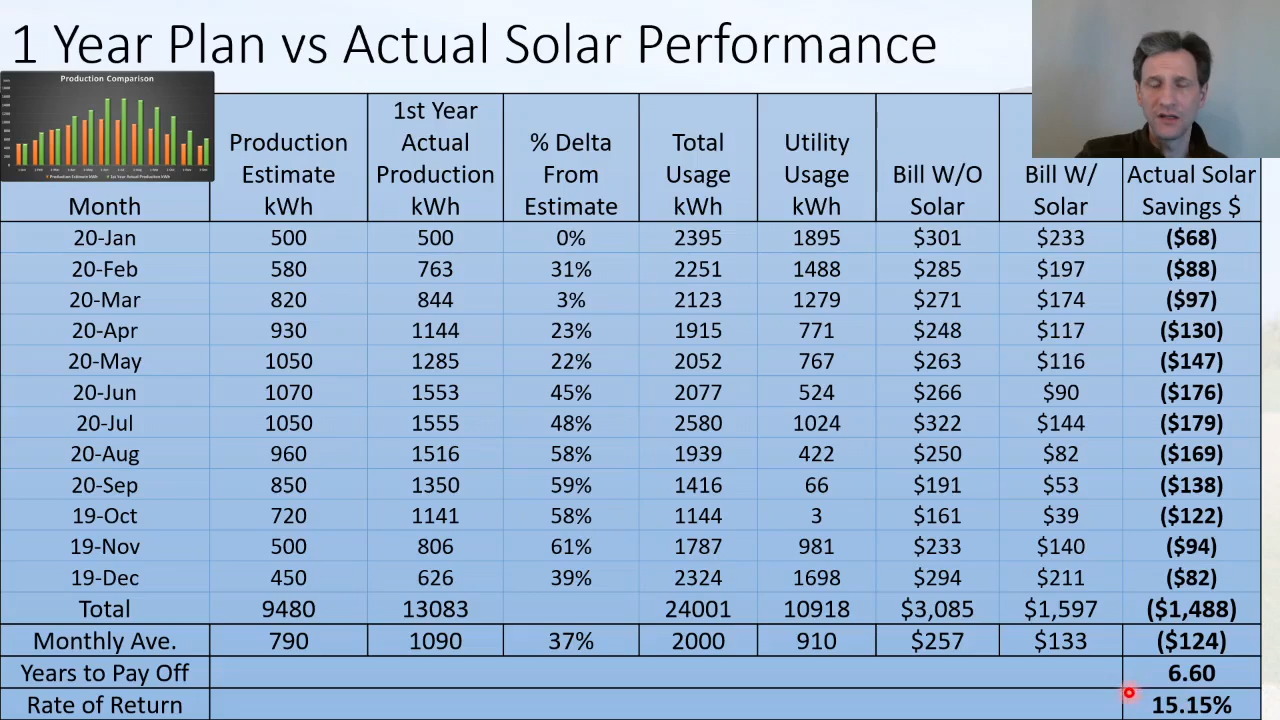 1 Year Plan vs Actual Solar Performance
Production Comparison
Production Estimate kWh 1st Year Actual Production kWh
Month Production Estimate kWh 1st Year Actual Production kWh % Delta From Estimate Total Usage kWh Utility Usage kWh Bill W/O Solar Bill W/ Solar Actual Solar Savings $
20-Jan 500 500 0% 2395 1895 $301 $233 ($68)
20-Feb 580 763 31% 2251 1488 $285 $197 ($88)
20-Mar 820 844 3% 2123 1279 $271 $174 ($97)
20-Apr 930 1144 23% 1915 771 $248 $117 ($130)
20-May 1050 1285 22% 2052 767 $263 $116 ($147)
20-Jun 1070 1553 45% 2077 524 $266 $90 ($176)
20-Jul 1050 1555 48% 2580 1024 $322 $144 ($179)
20-Aug 960 1516 58% 1939 422 $250 $82 ($169)
20-Sep 850 1350 59% 1416 66 $191 $53 ($138)
19-Oct 720 1141 58% 1144 3 $161 $39 ($122)
19-Nov 500 806 61% 1787 981 $233 $140 ($94)
19-Dec 450 626 39% 2324 1698 $294 $211 ($82)
Total 9480 13083 24001 10918 $3,085 $1,597 ($1,488)
Monthly Ave. 790 1090 37% 2000 910 $257 $133 ($124)
Years to Pay Off 6.60
Rate of Return 15.15%